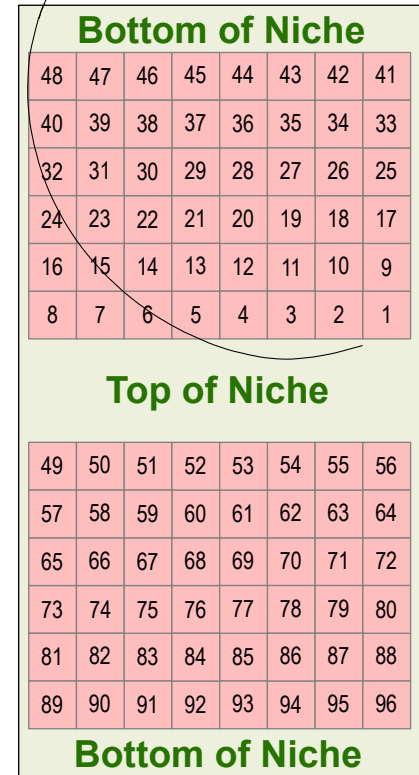 Bottom of Niche
48 47 46 45 44 43 42 41
40 39 38 37 36 35 34 33
32 31 30 29 28 27 26 25
24 23 22 21 20 19 18 17
16 15 14 13 12 11 10 9
8 7 6 5 4 3 2 1
Top of Niche
49 50 51 52 53 54 55 56
57 58 59 60 61 62 63 64
65 66 67 68 69 70 71 72
73 74 75 76 77 78 79 80
81 82 83 84 85 86 87 88
89 90 91 92 93 94 95 96
Bottom of Niche